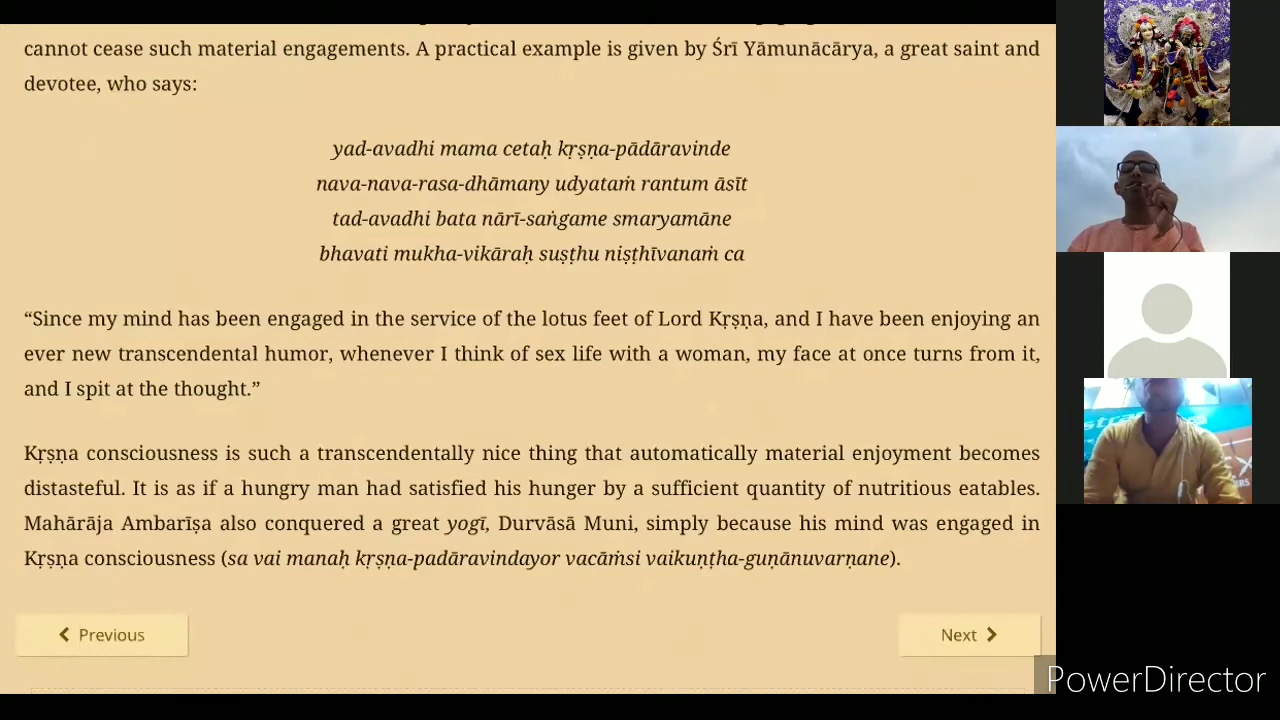 cannot cease such material engagements. A practical example is given by Śrī Yāmunācārya, a great saint and
devotee, who says:
yad-avadhi mama cetaḥ kṛṣṇa-pādāravinde
nava-nava-rasa-dhāmany udyataṁ rantum āsīt
tad-avadhi bata nārī-saṅgame smaryamāne
bhavati mukha-vikāraḥ suṣṭhu niṣṭhīvanaṁ ca
“Since my mind has been engaged in the service of the lotus feet of Lord Kṛṣṇa, and I have been enjoying an
ever new transcendental humor, whenever I think of sex life with a woman, my face at once turns from it,
and I spit at the thought.”
Kṛṣṇa consciousness is such a transcendentally nice thing that automatically material enjoyment becomes
distasteful. It is as if a hungry man had satisfied his hunger by a sufficient quantity of nutritious eatables.
Mahārāja Ambarīṣa also conquered a great yogī, Durvāsā Muni, simply because his mind was engaged in
Kṛṣṇa consciousness (sa vai manaḥ kṛṣṇa-padāravindayor vacāṁsi vaikuṇṭha-guṇānuvarṇane).
Previous
Next
PowerDirector